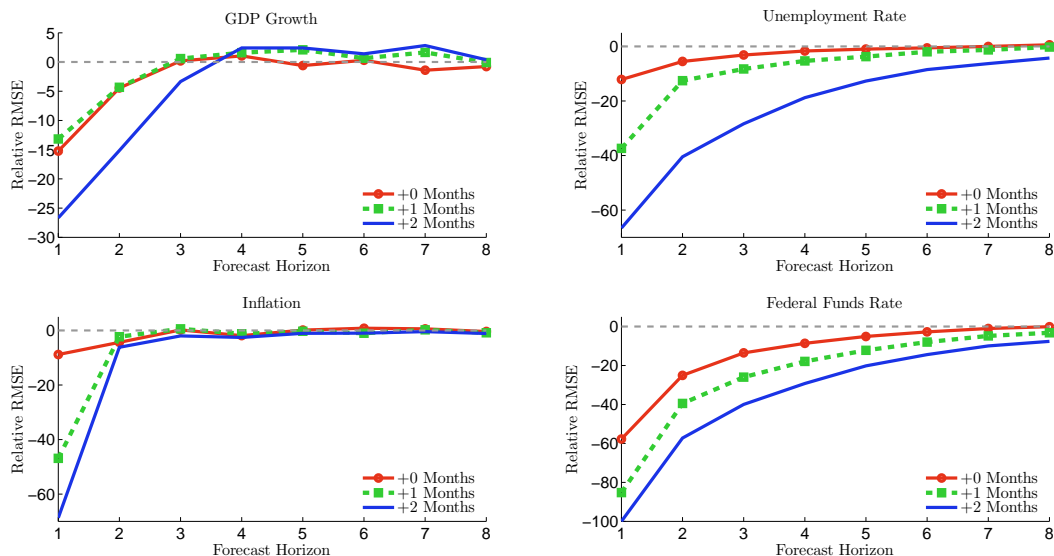 GDP Growth
5
0
−5
−10
−15
−20
−25
−30
Relative RMSE
+0 Months
+1 Months
+2 Months
1 2 3 4 5 6 7 8
Forecast Horizon
Unemployment Rate
0
−20
−40
−60
Relative RMSE
+0 Months
+1 Months
+2 Months
1 2 3 4 5 6 7 8
Forecast Horizon
Inflation
0
−20
−40
−60
Relative RMSE
+0 Months
+1 Months
+2 Months
1 2 3 4 5 6 7 8
Forecast Horizon
Federal Funds Rate
0
−20
−40
−60
−80
−100
Relative RMSE
+0 Months
+1 Months
+2 Months
1 2 3 4 5 6 7 8
Forecast Horizon